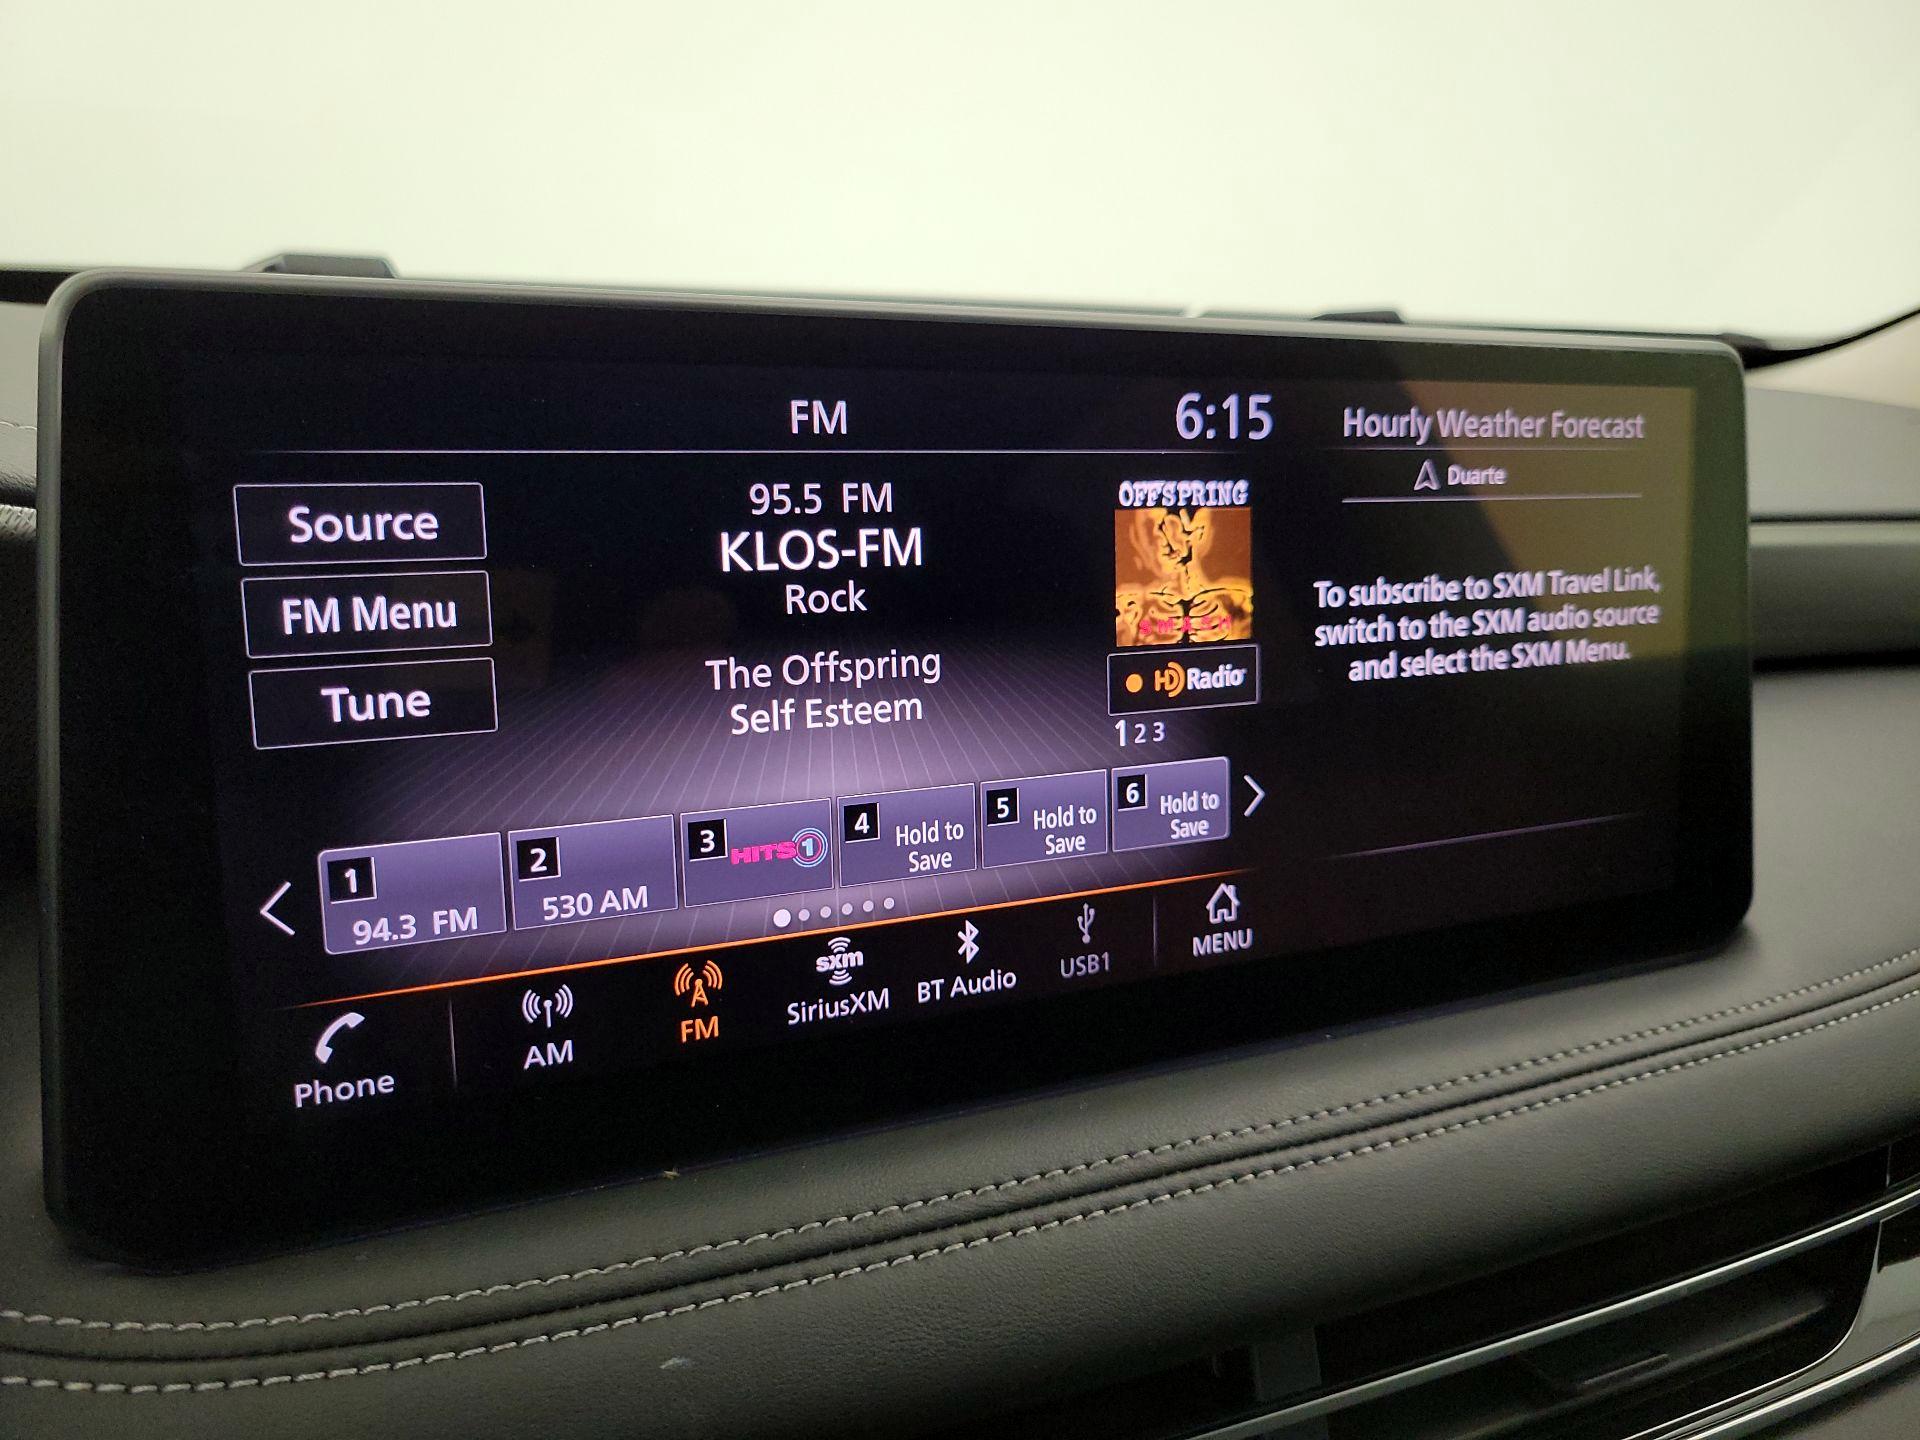 FM
6:15
Hourly Weather Forecast
Duarte
Source
FM Menu
Tune
95.5 FM
KLOS-FM
Rock
The Offspring
Self Esteem
OFFSPRING
SMASH
HD Radio
1 2 3
To subscribe to SXM Travel Link,
switch to the SXM audio source
and select the SXM Menu.
1
94.3 FM
2
530 AM
3
HITS 1
4
Hold to
Save
5
Hold to
Save
6
Hold to
Save
Phone
AM
FM
sxm
SiriusXM
BT Audio
USB1
MENU